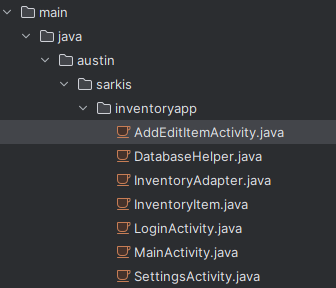 main
java
austin
sarkis
inventoryapp
AddEditItemActivity.java
DatabaseHelper.java
InventoryAdapter.java
InventoryItem.java
LoginActivity.java
MainActivity.java
SettingsActivity.java